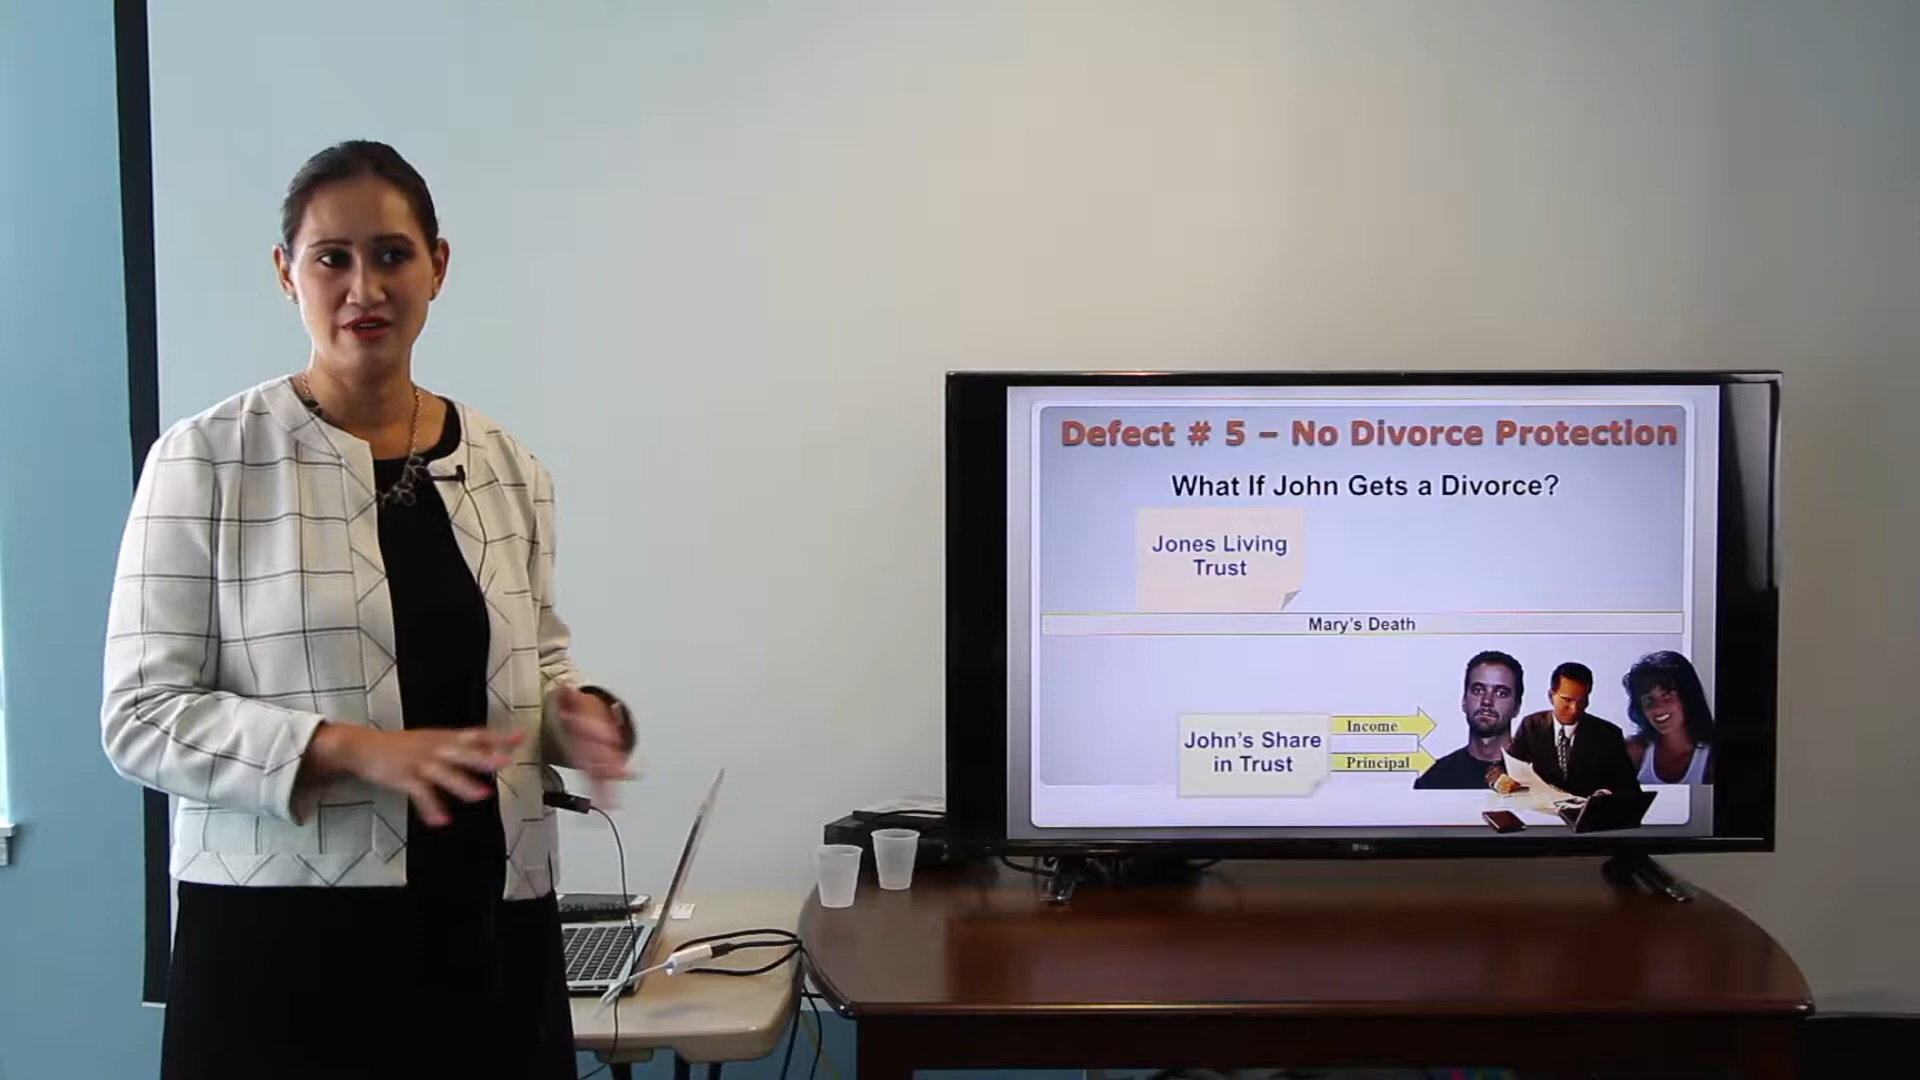 Defect # 5 – No Divorce Protection
What If John Gets a Divorce?
Jones Living
Trust
Mary's Death
John's Share
in Trust
Income
Principal
LG